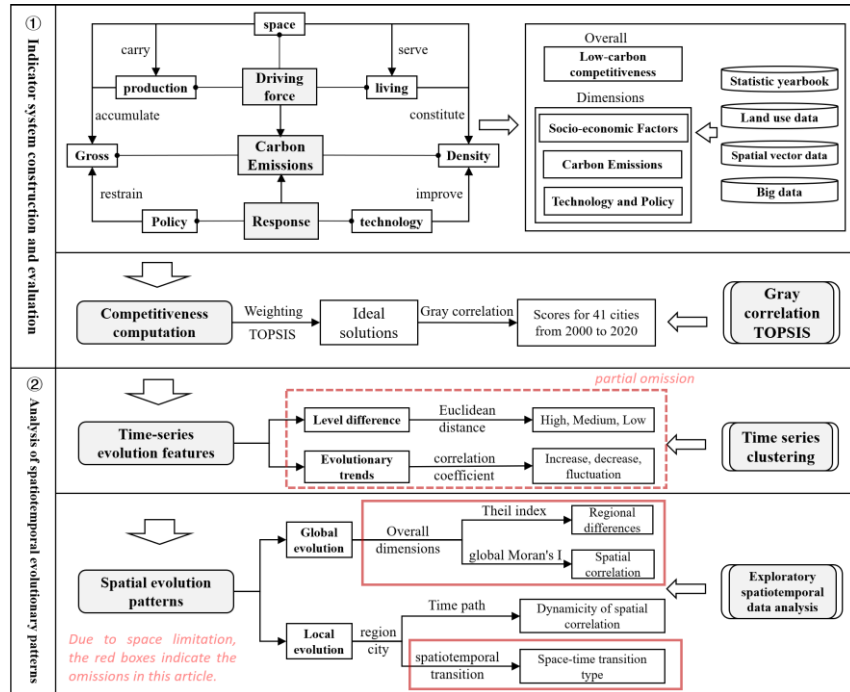 ①
Indicator system construction and evaluation
space
carry
serve
production
Driving
force
living
accumulate
constitute
Gross
Carbon
Emissions
Density
restrain
improve
Policy
Response
technology
Overall
Low-carbon
competitiveness
Dimensions
Socio-economic Factors
Carbon Emissions
Technology and Policy
Statistic yearbook
Land use data
Spatial vector data
Big data
Competitiveness
computation
Weighting
TOPSIS
Ideal
solutions
Gray correlation
Scores for 41 cities
from 2000 to 2020
Gray
correlation
TOPSIS
②
Analysis of spatiotemporal evolutionary patterns
partial omission
Time-series
evolution features
Level difference
Euclidean
distance
High, Medium, Low
Evolutionary
trends
correlation
coefficient
Increase, decrease,
fluctuation
Time series
clustering
Spatial evolution
patterns
Global
evolution
Overall
dimensions
Theil index
Regional
differences
global Moran's I
Spatial
correlation
Local
evolution
region
city
Time path
Dynamicity of spatial
correlation
spatiotemporal
transition
Space-time transition
type
Exploratory
spatiotemporal
data analysis
Due to space limitation,
the red boxes indicate the
omissions in this article.